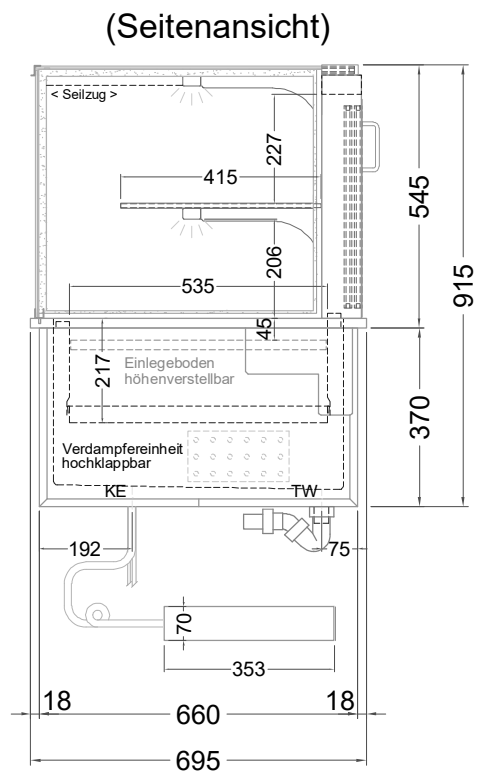 (Seitenansicht)
< Seilzug >
227
415
545
206
915
535
45
217
Einlegeboden
höhenverstellbar
370
Verdampfereinheit
hochklappbar
KE
TW
192
75
70
353
18
660
18
695